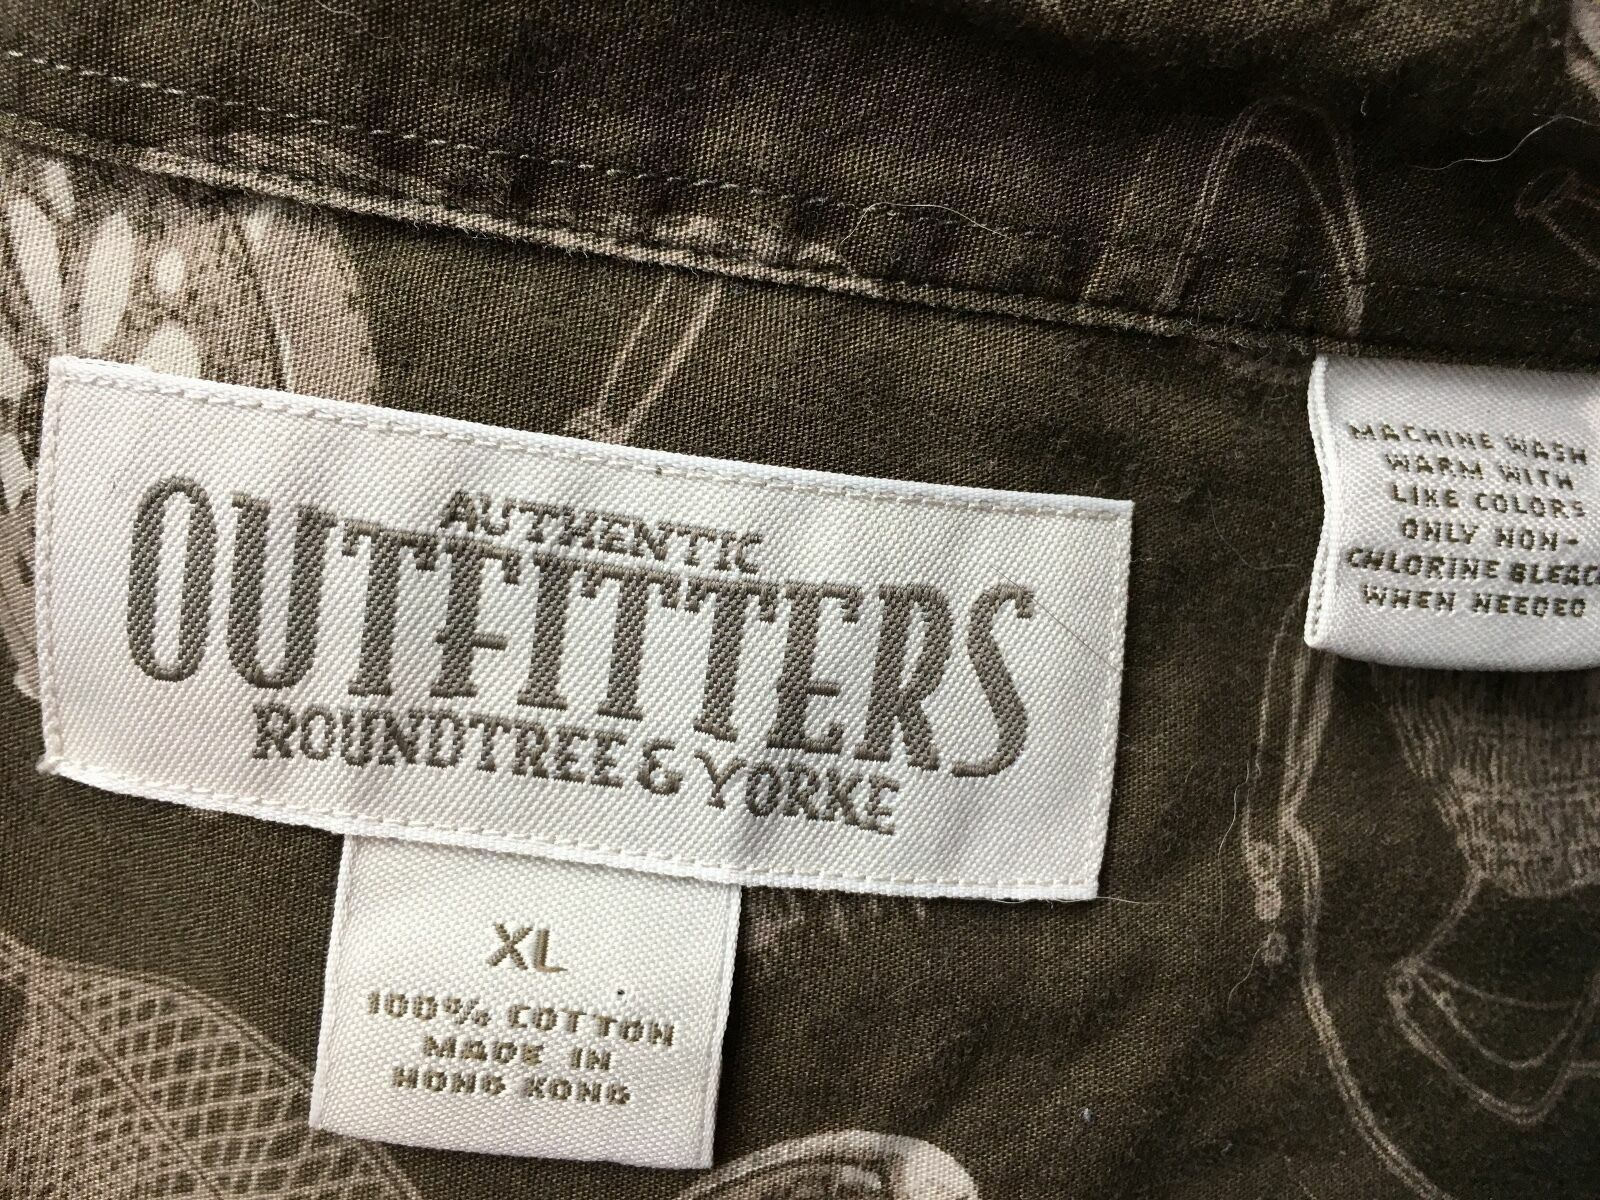 AUTHENTIC
OUTFITTERS
ROUNDTREE & YORKE
XL
100% COTTON
MADE IN
HONG KONG
MACHINE WASH
WARM WITH
LIKE COLORS
ONLY NON-
CHLORINE BLEAC
WHEN NEEDED